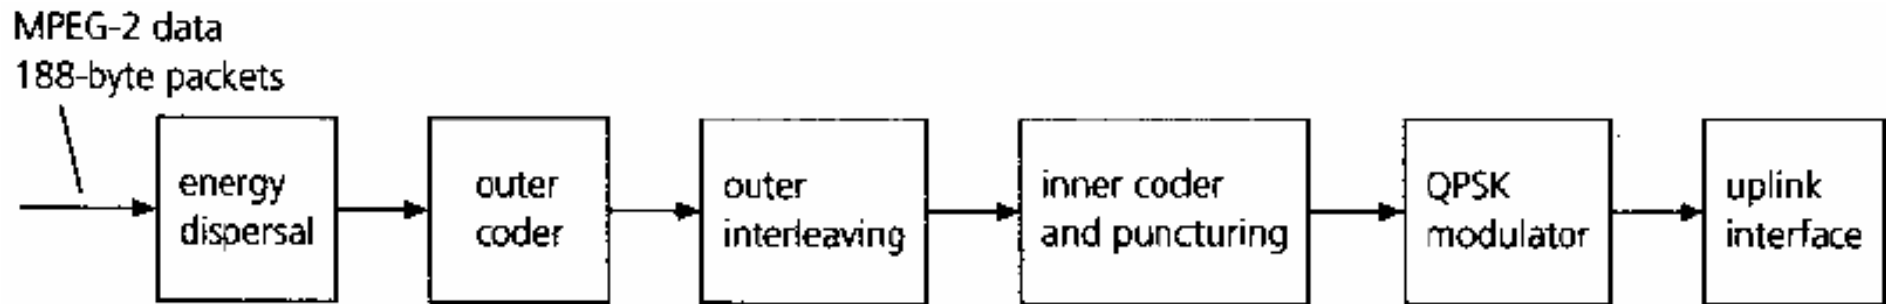 MPEG-2 data
188-byte packets
energy
dispersal
outer
coder
outer
interleaving
inner coder
and puncturing
QPSK
modulator
uplink
interface